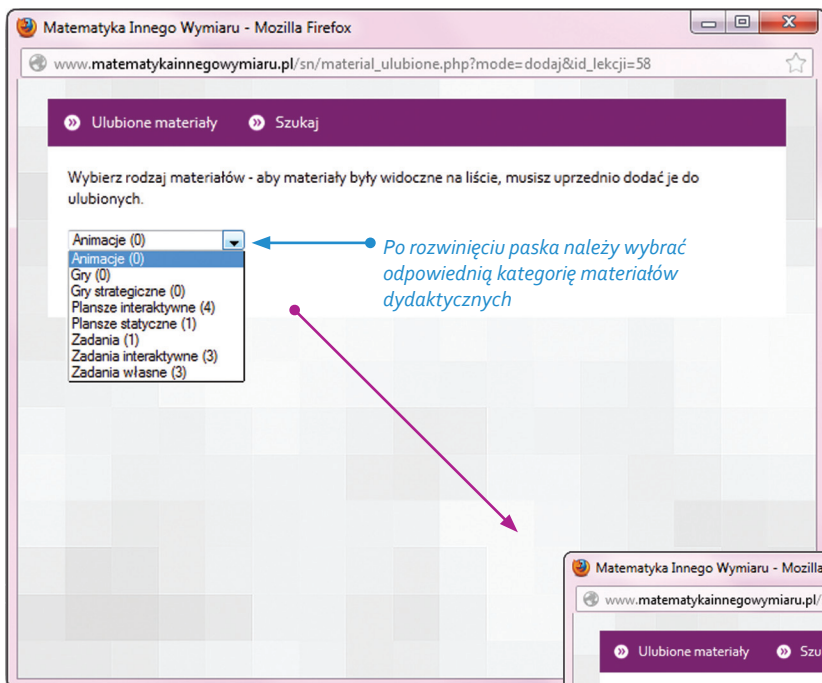 Matematyka Innego Wymiaru - Mozilla Firefox
www.matematykainnegowymiaru.pl/sn/material_ulubione.php?mode=dodaj&id_lekcji=58
Ulubione materiały Szukaj
Wybierz rodzaj materiałów - aby materiały były widoczne na liście, musisz uprzednio dodać je do
ulubionych.
Animacje (0)
Animacje (0)
Gry (0)
Gry strategiczne (0)
Plansze interaktywne (4)
Plansze statyczne (1)
Zadania (1)
Zadania interaktywne (3)
Zadania własne (3)
Po rozwinięciu paska należy wybrać
odpowiednią kategorię materiałów
dydaktycznych
Matematyka Innego Wymiaru - Mozilla
www.matematykainnegowymiaru.pl/
Ulubione materiały Szu